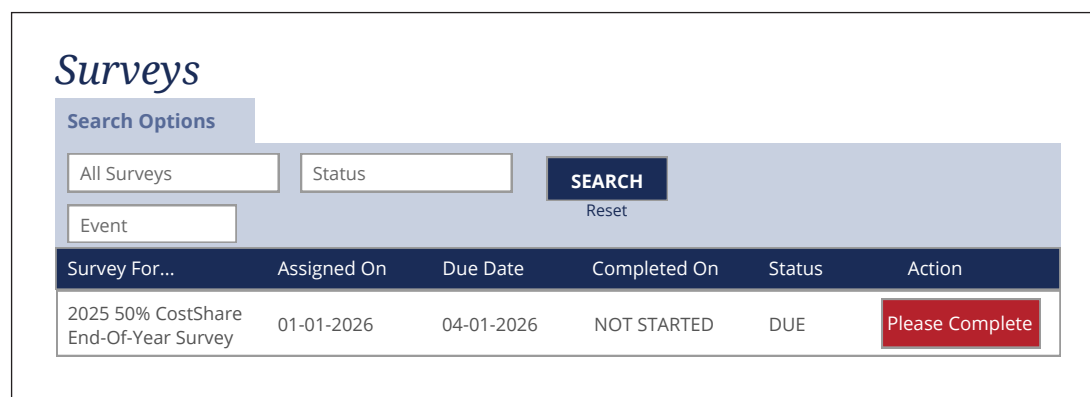 Surveys
Search Options
All Surveys
Status
SEARCH
Reset
Event
Survey For... Assigned On Due Date Completed On Status Action
2025 50% CostShare
End-Of-Year Survey
01-01-2026 04-01-2026 NOT STARTED DUE Please Complete